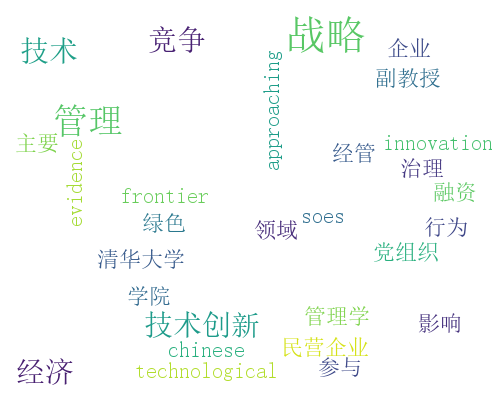 战略
竞争
企业
技术
副教授
approaching
管理
主要
evidence
innovation
经管
治理
frontier
融资
绿色
soes
领域
行为
党组织
清华大学
学院
管理学
技术创新
影响
chinese
民营企业
经济
technological
参与